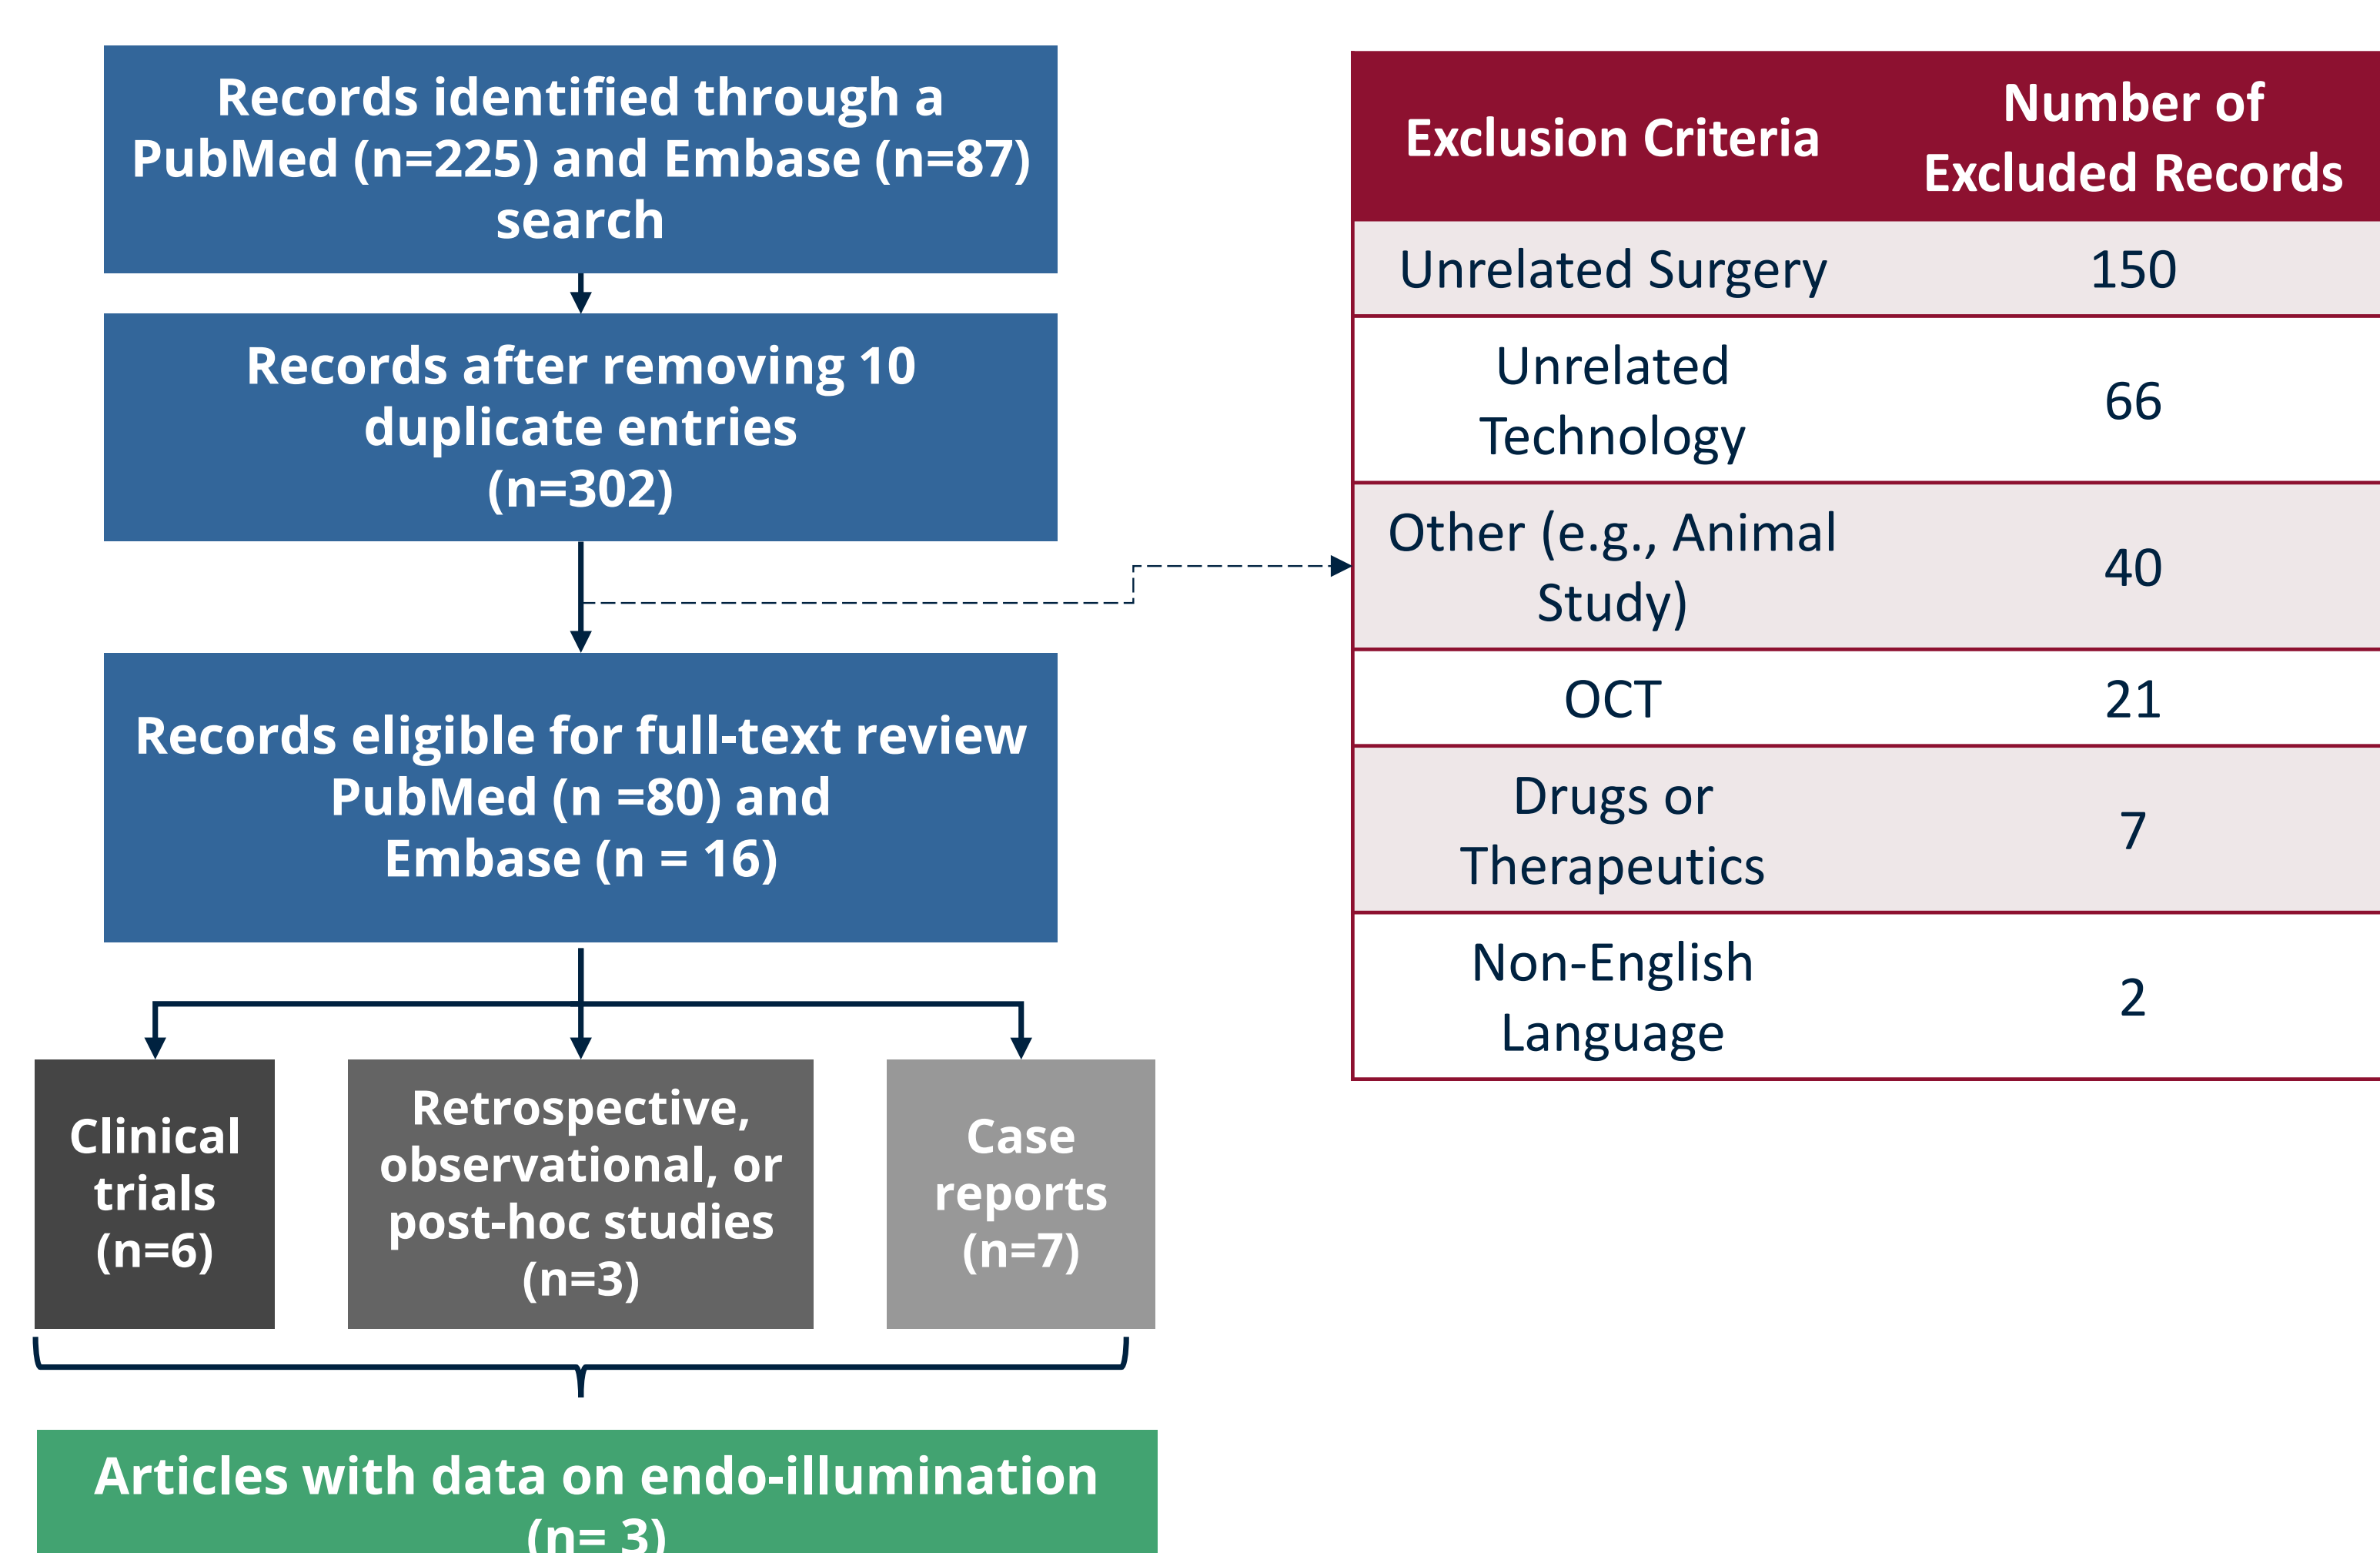 Records identified through a
PubMed (n=225) and Embase (n=87)
search
Records after removing 10
duplicate entries
(n=302)
Records eligible for full-text review
PubMed (n =80) and
Embase (n = 16)
Clinical
trials
(n=6)
Retrospective,
observational, or
post-hoc studies
(n=3)
Case
reports
(n=7)
Articles with data on endo-illumination
(n= 3)
Exclusion Criteria
Number of
Excluded Records
Unrelated Surgery
150
Unrelated
Technology
66
Other (e.g., Animal
Study)
40
OCT
21
Drugs or
Therapeutics
7
Non-English
Language
2